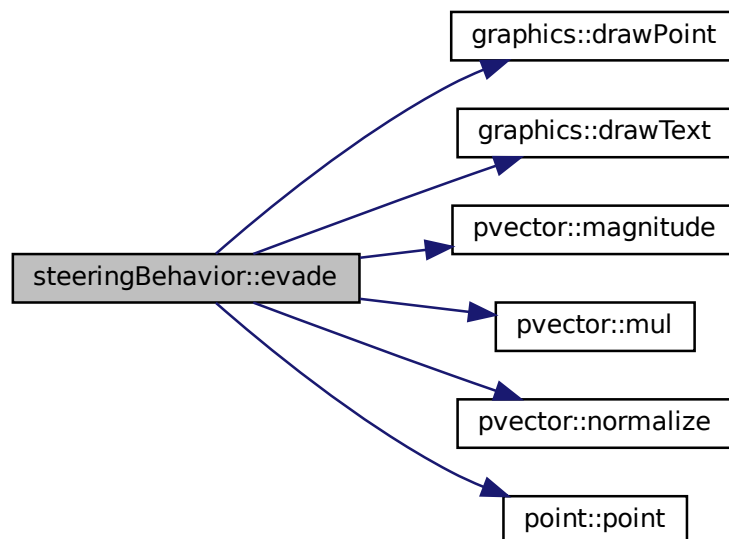 graphics::drawPoint
graphics::drawText
pvector::magnitude
steeringBehavior::evade
pvector::mul
pvector::normalize
point::point